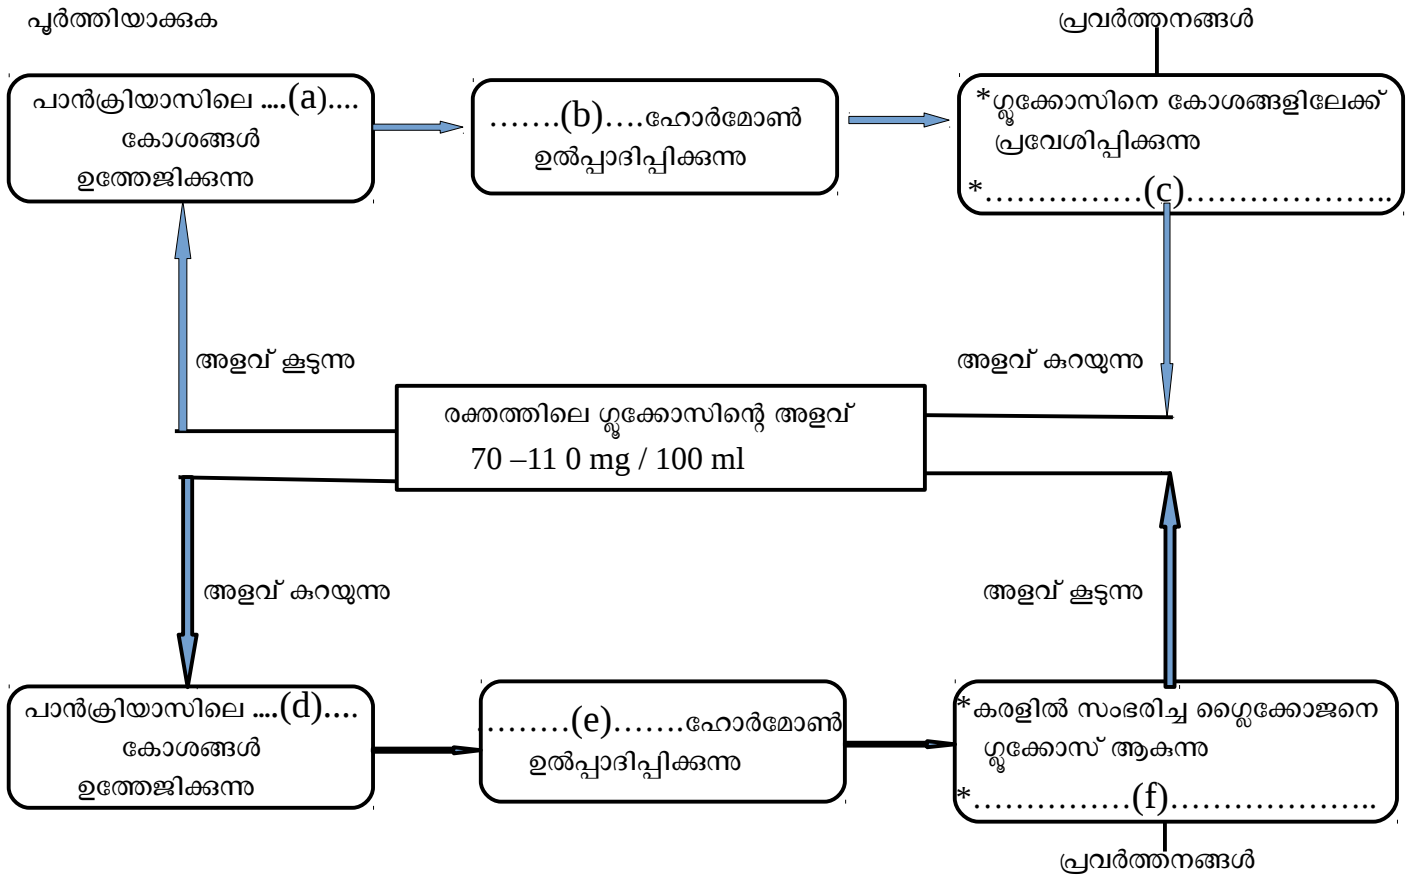 പൂർത്തിയാക്കുക
പ്രവർത്തനങ്ങൾ
പാൻക്രിയാസിലെ ....(a)....
കോശങ്ങൾ
ഉത്തേജിക്കുന്നു
.......(b)....ഹോർമോൺ
ഉൽപ്പാദിപ്പിക്കുന്നു
*ഗ്ലൂക്കോസിനെ കോശങ്ങളിലേക്ക്
പ്രവേശിപ്പിക്കുന്നു
*...............(c)....................
അളവ് കൂടുന്നു
അളവ് കുറയുന്നു
രക്തത്തിലെ ഗ്ലൂക്കോസിന്റെ അളവ്
70 –11 0 mg / 100 ml
അളവ് കുറയുന്നു
അളവ് കൂടുന്നു
പാൻക്രിയാസിലെ ....(d)....
കോശങ്ങൾ
ഉത്തേജിക്കുന്നു
.........(e).......ഹോർമോൺ
ഉൽപ്പാദിപ്പിക്കുന്നു
*കരളിൽ സംഭരിച്ച ഗ്ലൈക്കോജനെ
ഗ്ലൂക്കോസ് ആകുന്നു
*...............(f)....................
പ്രവർത്തനങ്ങൾ